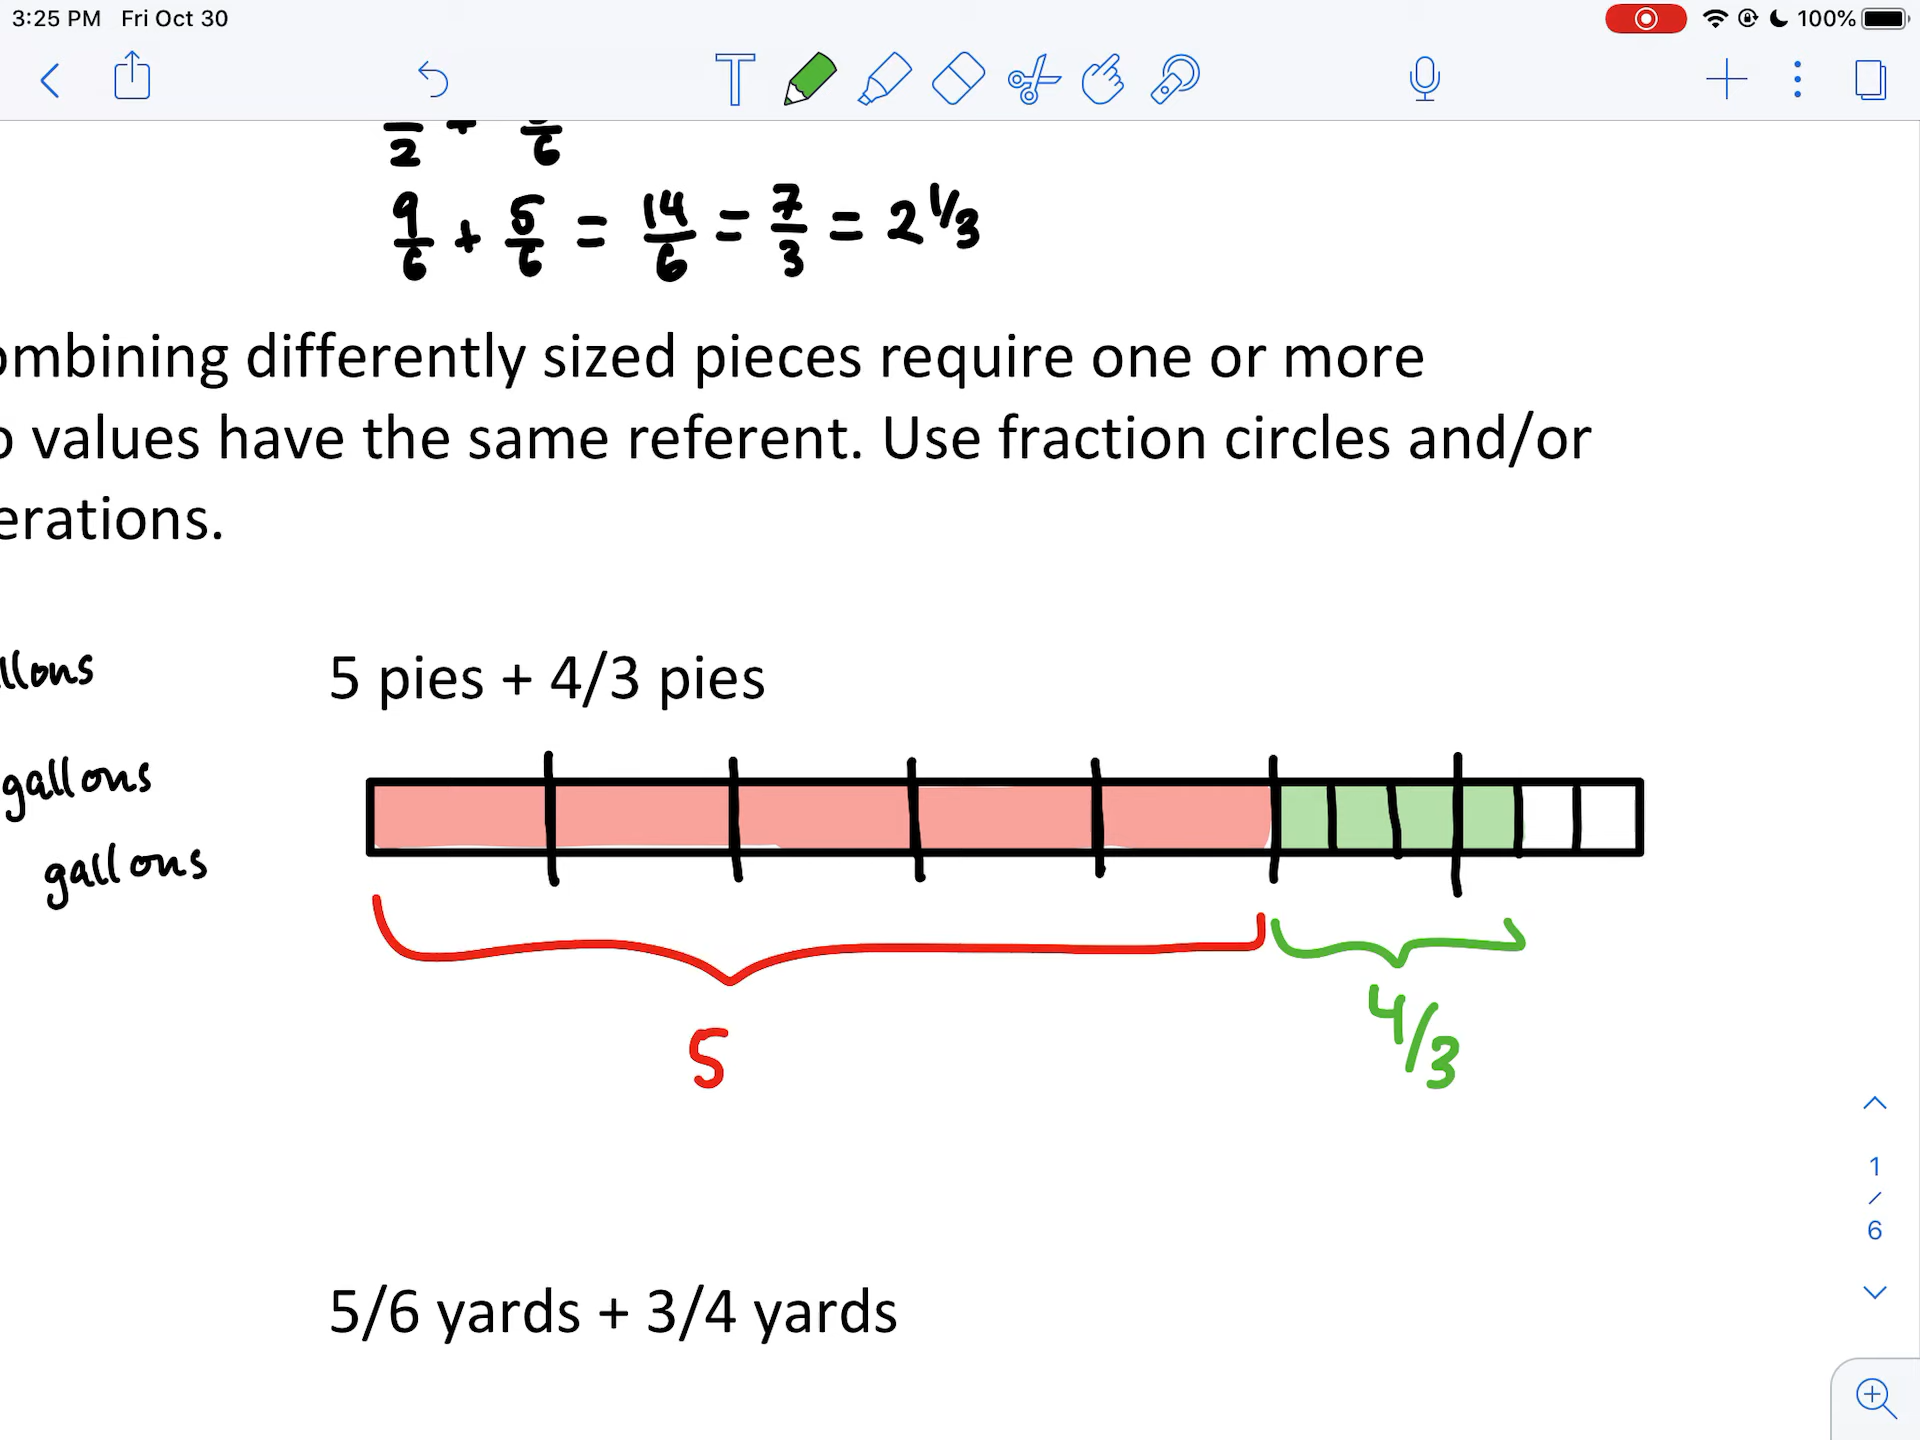 3:25 PM Fri Oct 30
100%
2 + 6
9/6 + 5/6 = 14/6 = 7/3 = 2 1/3
ombining differently sized pieces require one or more
o values have the same referent. Use fraction circles and/or
erations.
llons
5 pies + 4/3 pies
gallons
gallons
5
4/3
1
/
6
5/6 yards + 3/4 yards